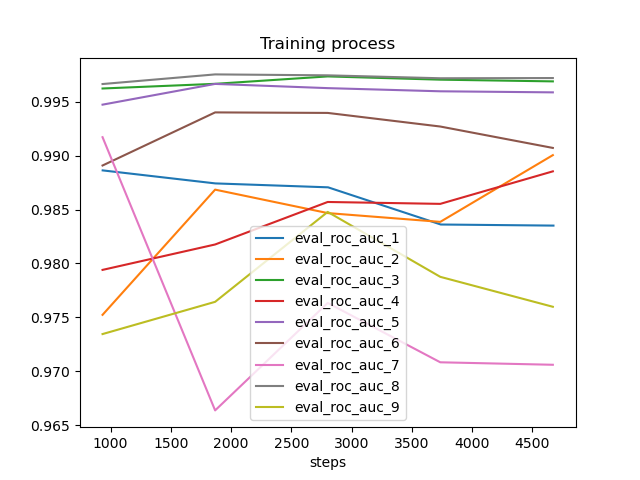 Training process
0.995
0.990
0.985
0.980
0.975
0.970
0.965
eval_roc_auc_1
eval_roc_auc_2
eval_roc_auc_3
eval_roc_auc_4
eval_roc_auc_5
eval_roc_auc_6
eval_roc_auc_7
eval_roc_auc_8
eval_roc_auc_9
1000 1500 2000 2500 3000 3500 4000 4500
steps